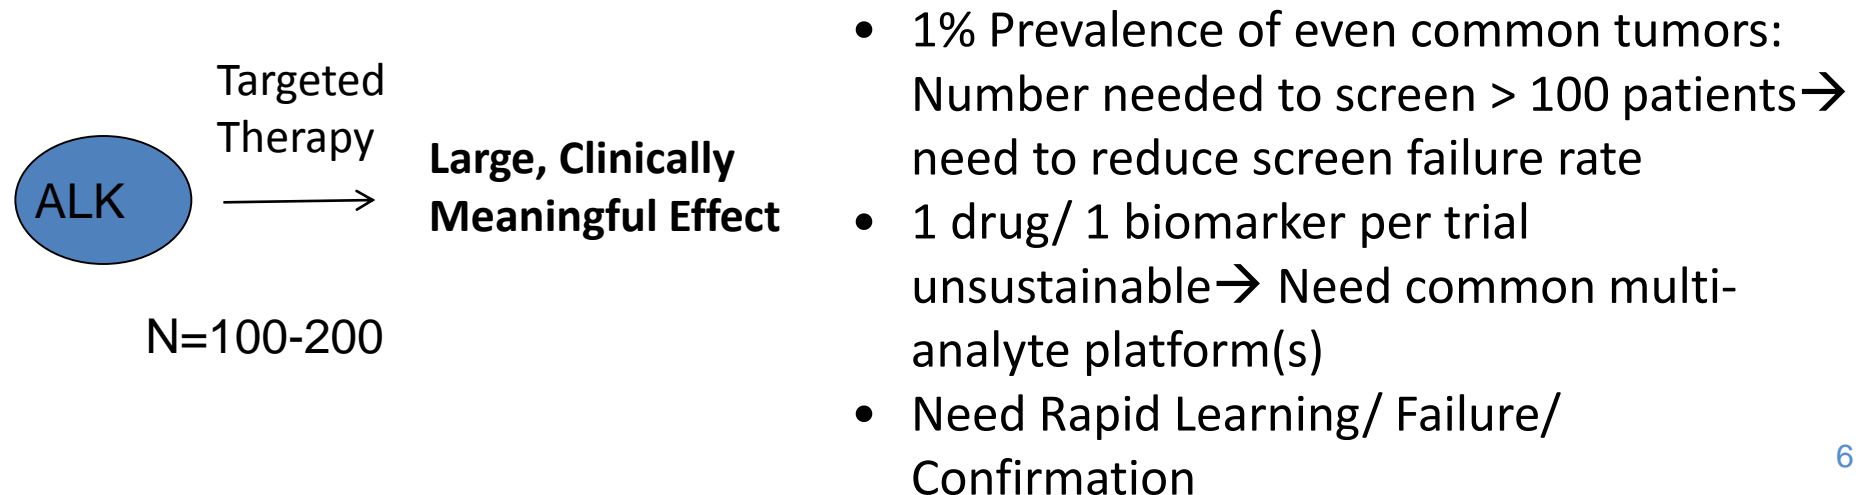 Targeted
Therapy
ALK
Large, Clinically
Meaningful Effect
N=100-200
• 1% Prevalence of even common tumors:
Number needed to screen > 100 patients→
need to reduce screen failure rate
• 1 drug/ 1 biomarker per trial
unsustainable→ Need common multi-
analyte platform(s)
• Need Rapid Learning/ Failure/
Confirmation
6